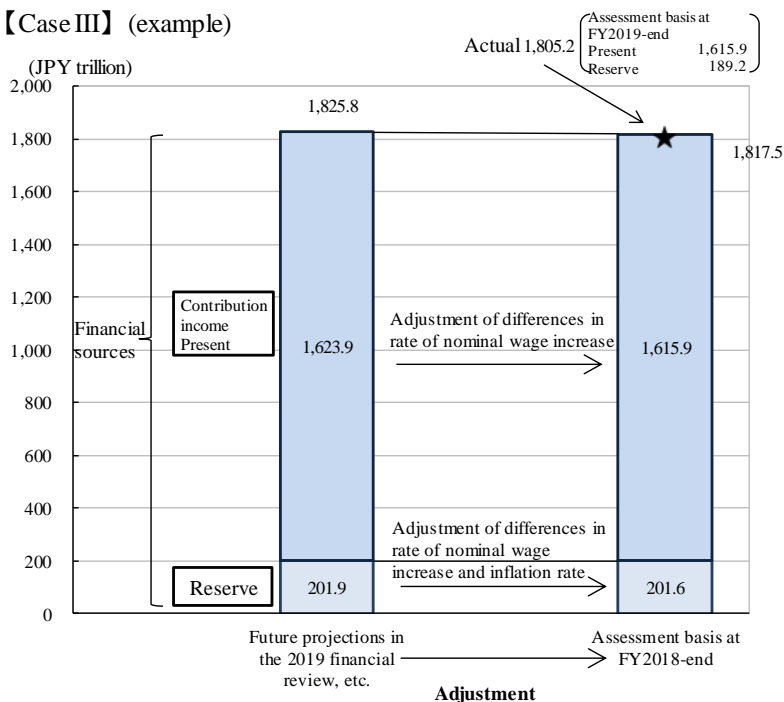 【Case III】 (example)
Actual 1,805.2
Assessment basis at
FY2019-end
Present 1,615.9
Reserve 189.2
(JPY trillion)
2,000
1,800
1,600
1,400
1,200
1,000
800
600
400
200
0
1,825.8
1,817.5
Financial
sources
Contribution
income
Present
1,623.9
Adjustment of differences in
rate of nominal wage increase
1,615.9
Reserve
201.9
Adjustment of differences in
rate of nominal wage
increase and inflation rate
201.6
Future projections in
the 2019 financial
review, etc.
Assessment basis at
FY2018-end
Adjustment